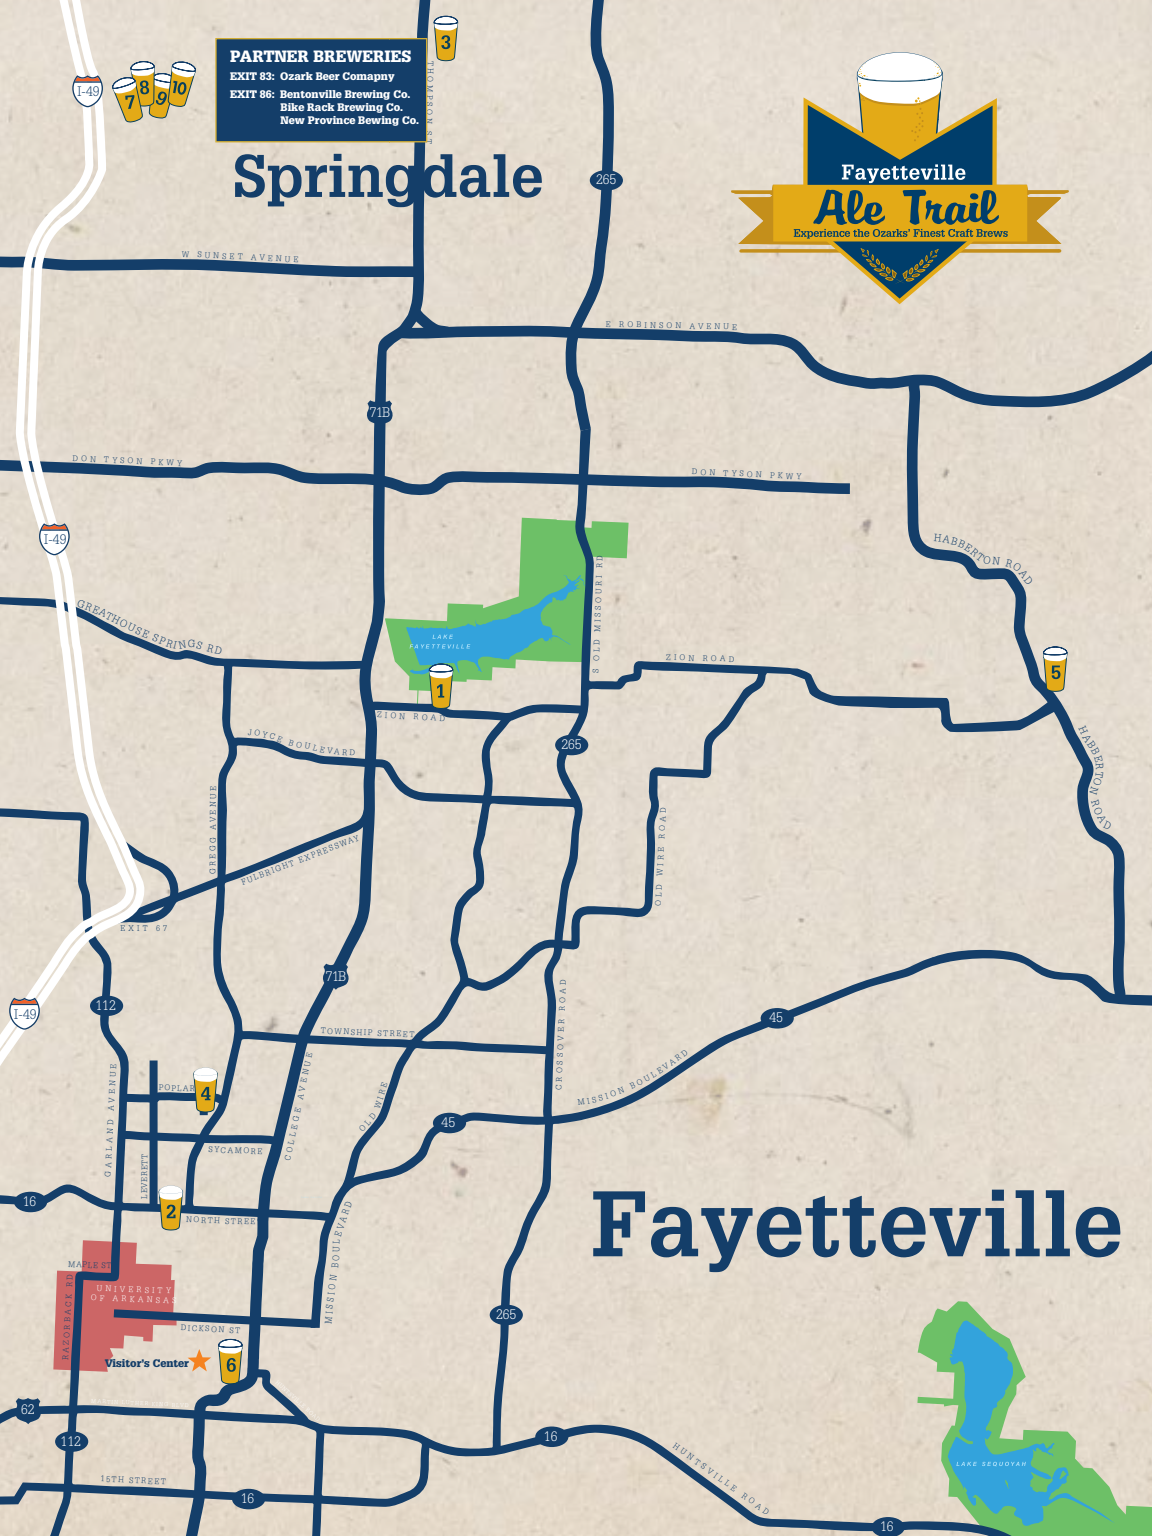 3
PARTNER BREWERIES
EXIT 83: Ozark Beer Comapny
EXIT 86: Bentonville Brewing Co.
Bike Rack Brewing Co.
New Province Bewing Co.
I-49
7
8
9
10
THOMPSON ST
Springdale
265
Fayetteville
Ale Trail
Experience the Ozarks' Finest Craft Brews
W SUNSET AVENUE
E ROBINSON AVENUE
71B
DON TYSON PKWY
DON TYSON PKWY
I-49
HABBERTON ROAD
S OLD MISSOURI RD
GREATHOUSE SPRINGS RD
LAKE
FAYETTEVILLE
1
ZION ROAD
5
ZION ROAD
265
JOYCE BOULEVARD
HABBERTON ROAD
GREGG AVENUE
FULBRIGHT EXPRESSWAY
OLD WIRE ROAD
EXIT 67
71B
112
I-49
45
TOWNSHIP STREET
CROSSOVER ROAD
MISSION BOULEVARD
GARLAND AVENUE
POPLAR
4
COLLEGE AVENUE
OLD WIRE
45
SYCAMORE
LEVERETT
16
2
NORTH STREET
Fayetteville
MISSION BOULEVARD
MAPLE ST
RAZORBACK RD
UNIVERSITY
OF ARKANSAS
DICKSON ST
265
Visitor's Center
6
62
112
16
HUNTSVILLE ROAD
15TH STREET
16
LAKE SEQUOYAH
16